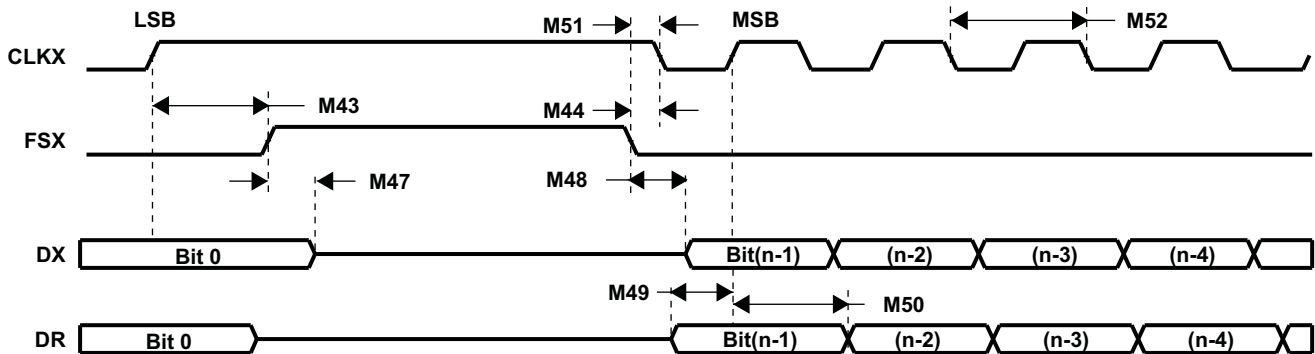 LSB
M51
MSB
M52
CLKX
M43
M44
FSX
M47
M48
DX
Bit 0
Bit(n-1)
(n-2)
(n-3)
(n-4)
M49
M50
DR
Bit 0
Bit(n-1)
(n-2)
(n-3)
(n-4)